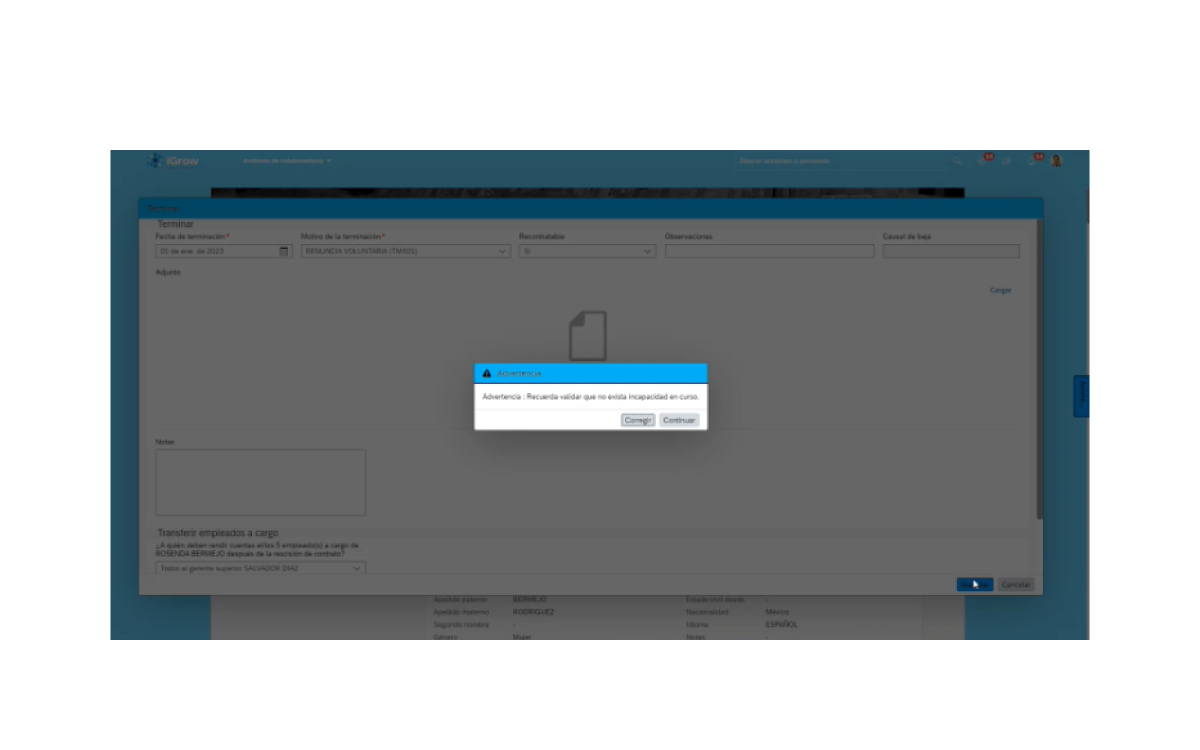 iGrow
Archivos de colaboradores
Buscar acciones o personas
Terminar
Terminar
Fecha de terminación*
Motivo de la terminación*
Recontratable
Observaciones
Causal de baja
01 de ene. de 2023
RENUNCIA VOLUNTARIA (TMX01)
Adjunto
Cargar
Advertencia
Advertencia : Recuerda validar que no exista incapacidad en curso.
Corregir
Continuar
Notas
Transferir empleados a cargo
¿A quién deben rendir cuentas el/los 5 empleado(s) a cargo de
ROSENDA BERMEJO después de la rescisión de contrato?
Todos al gerente superior SALVADOR DIAZ
Cancelar
Apellido paterno BERMEJO Estado civil desde -
Apellido materno RODRIGUEZ Nacionalidad México
Segundo nombre - Idioma ESPAÑOL
Género Mujer Notas -